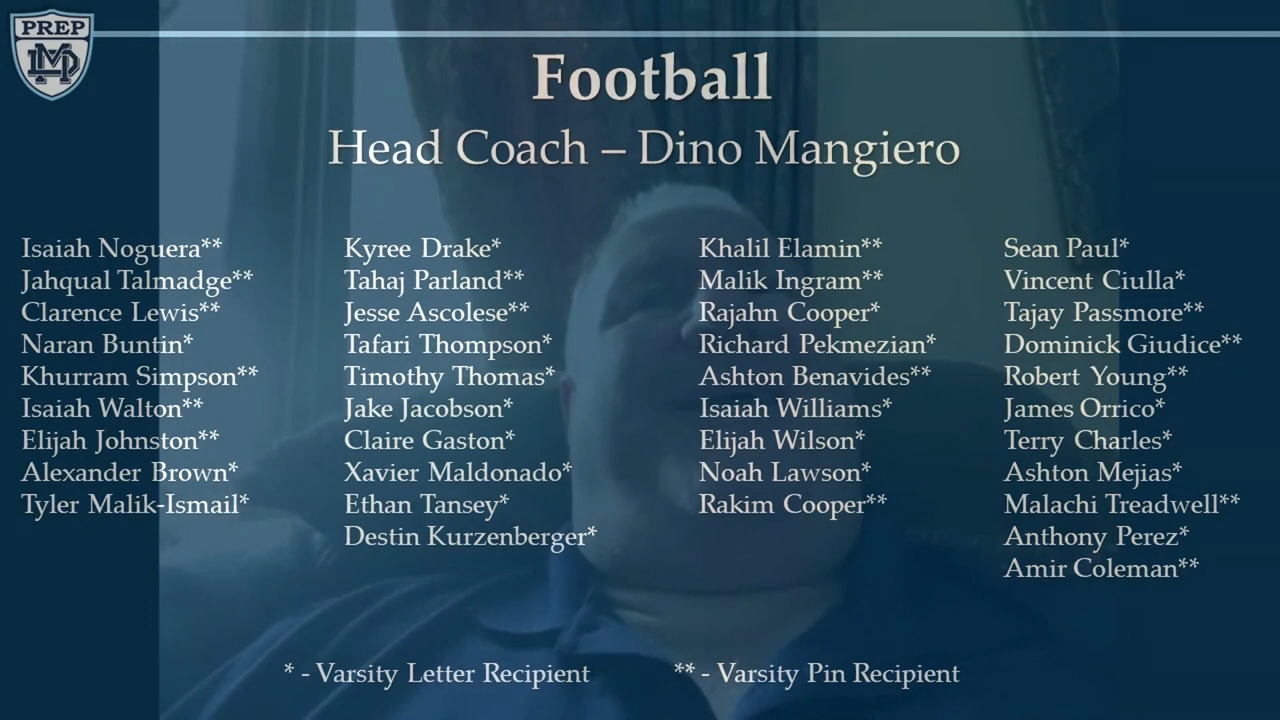 PREP
MD
Football
Head Coach – Dino Mangiero
Isaiah Noguera**
Jahqual Talmadge**
Clarence Lewis**
Naran Buntin*
Khurram Simpson**
Isaiah Walton**
Elijah Johnston**
Alexander Brown*
Tyler Malik-Ismail*
Kyree Drake*
Tahaj Parland**
Jesse Ascolese**
Tafari Thompson*
Timothy Thomas*
Jake Jacobson*
Claire Gaston*
Xavier Maldonado*
Ethan Tansey*
Destin Kurzenberger*
Khalil Elamin**
Malik Ingram**
Rajahn Cooper*
Richard Pekmezian*
Ashton Benavides**
Isaiah Williams*
Elijah Wilson*
Noah Lawson*
Rakim Cooper**
Sean Paul*
Vincent Ciulla*
Tajay Passmore**
Dominick Giudice**
Robert Young**
James Orrico*
Terry Charles*
Ashton Mejias*
Malachi Treadwell**
Anthony Perez*
Amir Coleman**
* - Varsity Letter Recipient
** - Varsity Pin Recipient